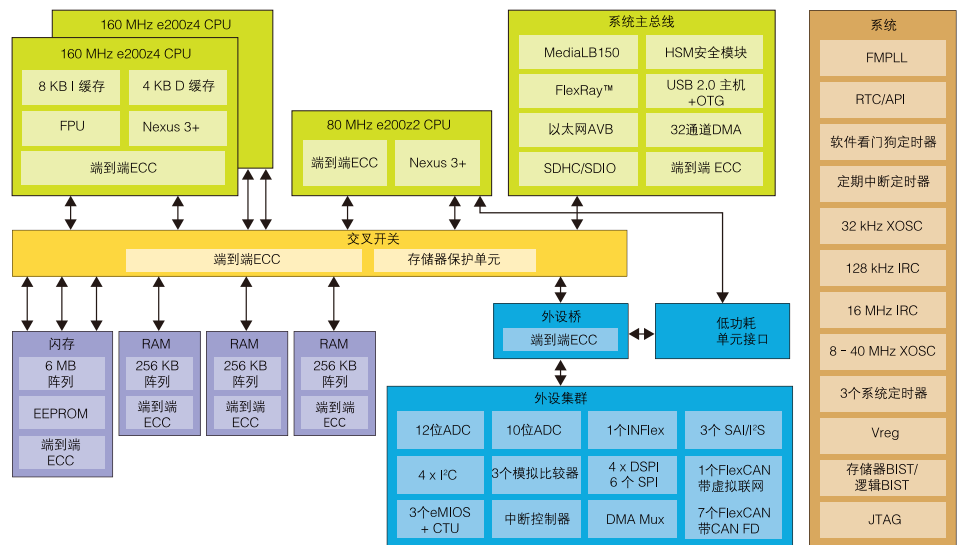 160 MHz e200z4 CPU
160 MHz e200z4 CPU
8 KB I 缓存
4 KB D 缓存
FPU
Nexus 3+
端到端ECC
80 MHz e200z2 CPU
端到端ECC
Nexus 3+
系统主总线
MediaLB150
HSM安全模块
FlexRay™
USB 2.0 主机
+OTG
以太网AVB
32通道DMA
SDHC/SDIO
端到端 ECC
交叉开关
端到端ECC
存储器保护单元
闪存
6 MB
阵列
EEPROM
端到端
ECC
RAM
256 KB
阵列
端到端
ECC
RAM
256 KB
阵列
端到端
ECC
RAM
256 KB
阵列
端到端
ECC
外设桥
端到端ECC
低功耗
单元接口
外设集群
12位ADC
10位ADC
1个INFlex
3个 SAI/I²S
4 x I²C
3个模拟比较器
4 x DSPI
6 个 SPI
1个FlexCAN
带虚拟联网
3个eMIOS
+ CTU
中断控制器
DMA Mux
7个FlexCAN
带CAN FD
系统
FMPLL
RTC/API
软件看门狗定时器
定期中断定时器
32 kHz XOSC
128 kHz IRC
16 MHz IRC
8 – 40 MHz XOSC
3个系统定时器
Vreg
存储器BIST/
逻辑BIST
JTAG